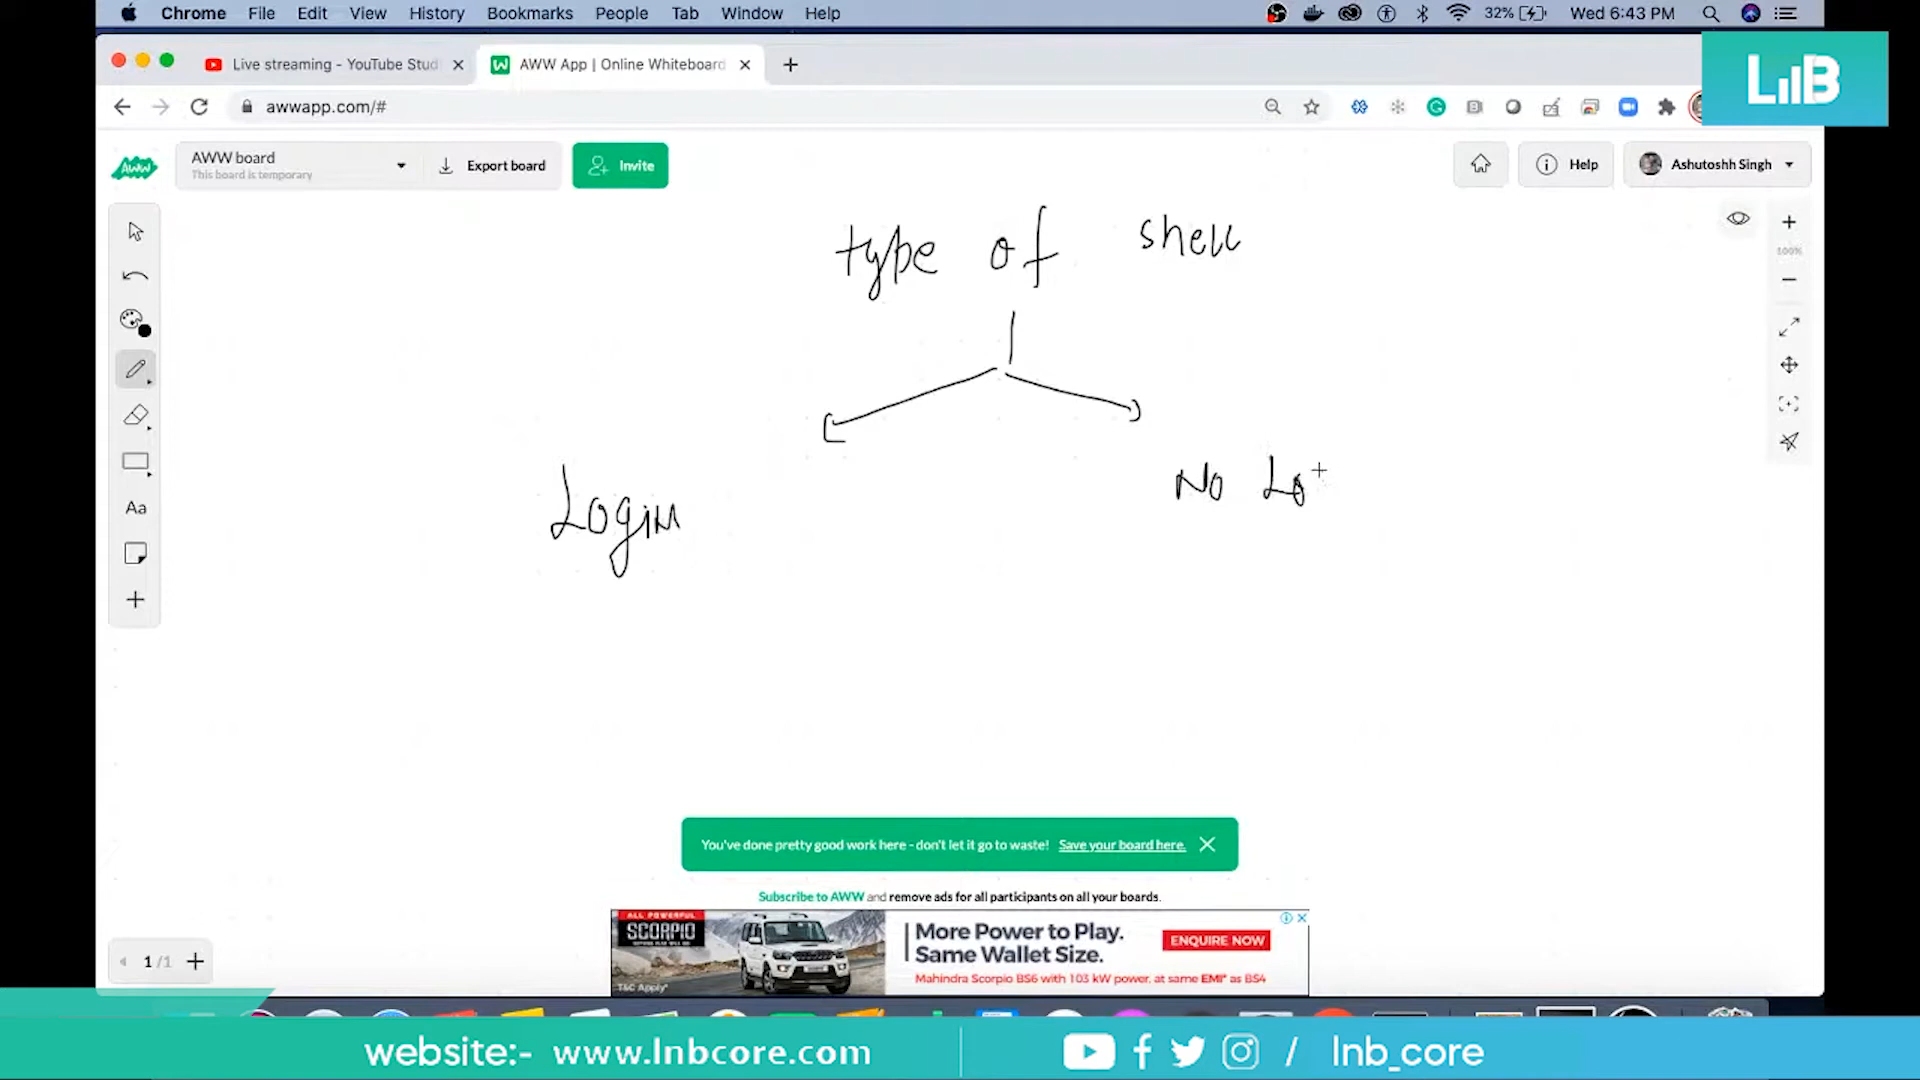 Chrome File Edit View History Bookmarks People Tab Window Help 32% Wed 6:43 PM
Live streaming - YouTube Stud AWW App | Online Whiteboard
LB
awwapp.com/#
AWW
AWW board
This board is temporary
Export board
Invite
Help
Ashutoshh Singh
type of shell
100%
Login
No Lo
Aa
You've done pretty good work here - don't let it go to waste! Save your board here.
Subscribe to AWW and remove ads for all participants on all your boards.
ALL POWERFUL
SCORPIO
T&C Apply*
More Power to Play.
Same Wallet Size.
Mahindra Scorpio BS6 with 103 kW power, at same EMI* as BS4
ENQUIRE NOW
1 /1
website:- www.lnbcore.com / lnb_core